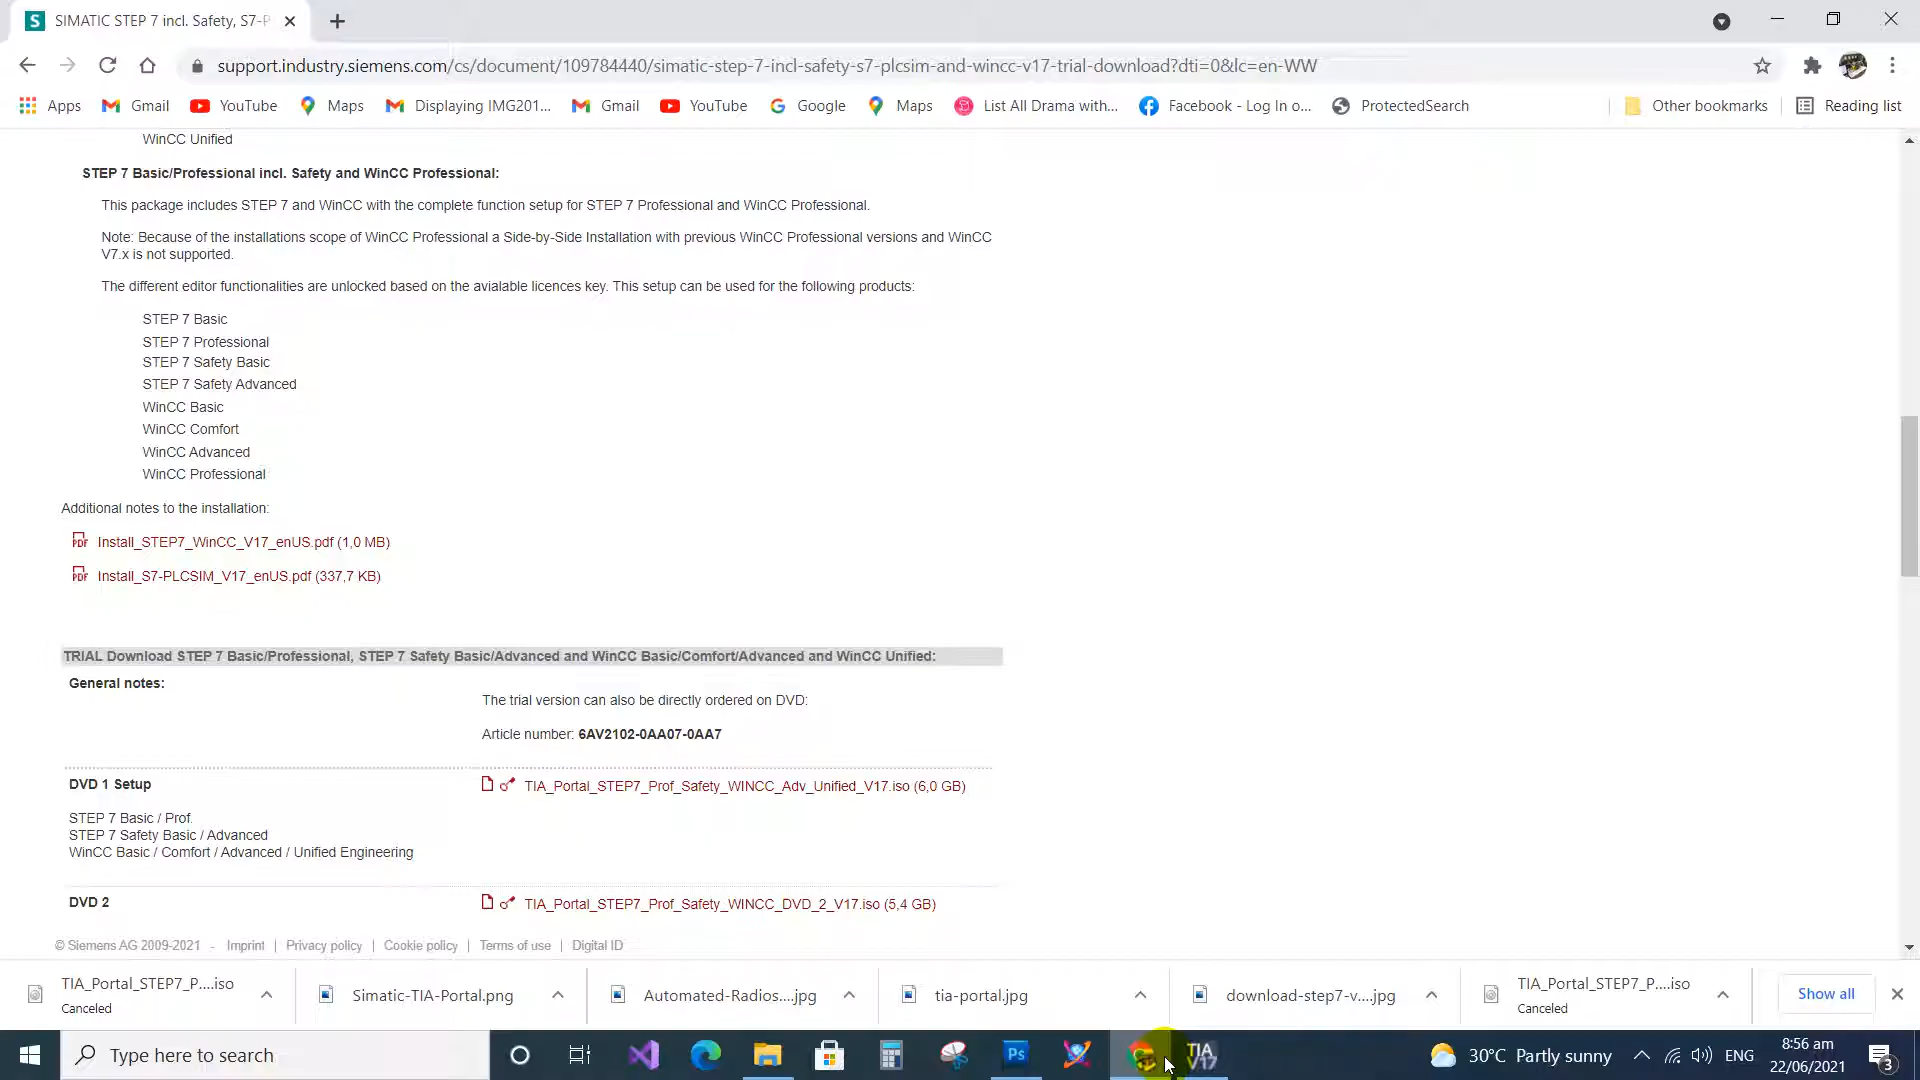 S SIMATIC STEP 7 incl. Safety, S7-P
support.industry.siemens.com/cs/document/109784440/simatic-step-7-incl-safety-s7-plcsim-and-wincc-v17-trial-download?dti=0&lc=en-WW
Apps Gmail YouTube Maps Displaying IMG201... Gmail YouTube Google Maps List All Drama with... Facebook - Log In o... ProtectedSearch Other bookmarks Reading list
WinCC Unified
STEP 7 Basic/Professional incl. Safety and WinCC Professional:
This package includes STEP 7 and WinCC with the complete function setup for STEP 7 Professional and WinCC Professional.
Note: Because of the installations scope of WinCC Professional a Side-by-Side Installation with previous WinCC Professional versions and WinCC
V7.x is not supported.
The different editor functionalities are unlocked based on the avialable licences key. This setup can be used for the following products:
STEP 7 Basic
STEP 7 Professional
STEP 7 Safety Basic
STEP 7 Safety Advanced
WinCC Basic
WinCC Comfort
WinCC Advanced
WinCC Professional
Additional notes to the installation:
PDF Install_STEP7_WinCC_V17_enUS.pdf (1,0 MB)
PDF Install_S7-PLCSIM_V17_enUS.pdf (337,7 KB)
TRIAL Download STEP 7 Basic/Professional, STEP 7 Safety Basic/Advanced and WinCC Basic/Comfort/Advanced and WinCC Unified:
General notes:
The trial version can also be directly ordered on DVD:
Article number: 6AV2102-0AA07-0AA7
DVD 1 Setup TIA_Portal_STEP7_Prof_Safety_WINCC_Adv_Unified_V17.iso (6,0 GB)
STEP 7 Basic / Prof.
STEP 7 Safety Basic / Advanced
WinCC Basic / Comfort / Advanced / Unified Engineering
DVD 2 TIA_Portal_STEP7_Prof_Safety_WINCC_DVD_2_V17.iso (5,4 GB)
© Siemens AG 2009-2021 - Imprint | Privacy policy | Cookie policy | Terms of use | Digital ID
TIA_Portal_STEP7_P....iso Simatic-TIA-Portal.png Automated-Radios....jpg tia-portal.jpg download-step7-v....jpg TIA_Portal_STEP7_P....iso Show all
Canceled Canceled
Type here to search Ps TIA V17 30°C Partly sunny ENG 8:56 am
22/06/2021 3